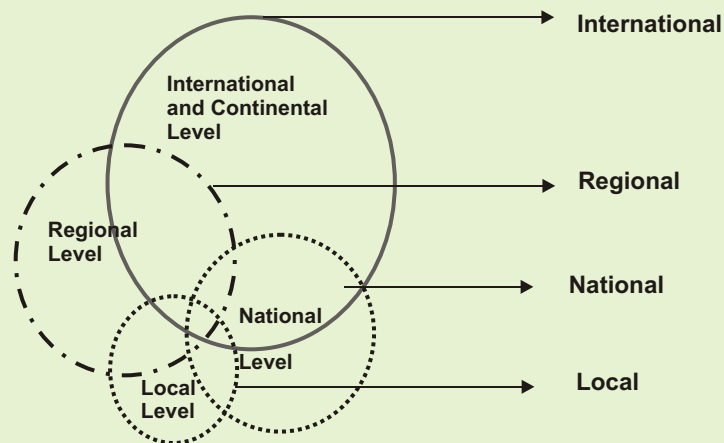 International
International
and Continental
Level
Regional
Regional
Level
National
National
Level
Local
Local
Level